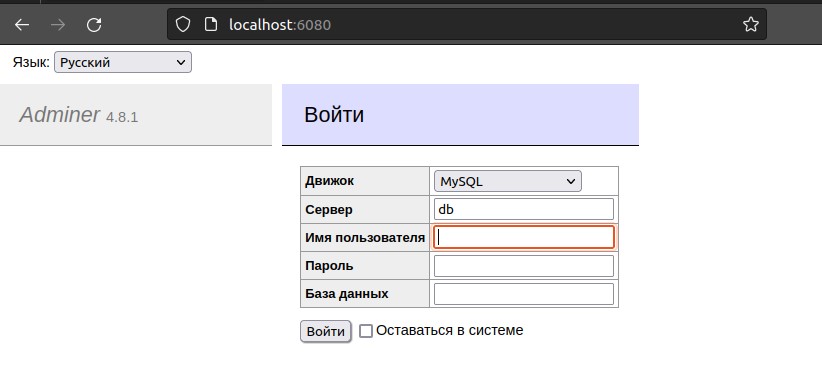 localhost:6080
Язык: Русский
Adminer 4.8.1
Войти
Движок MySQL
Сервер db
Имя пользователя
Пароль
База данных
Войти Оставаться в системе